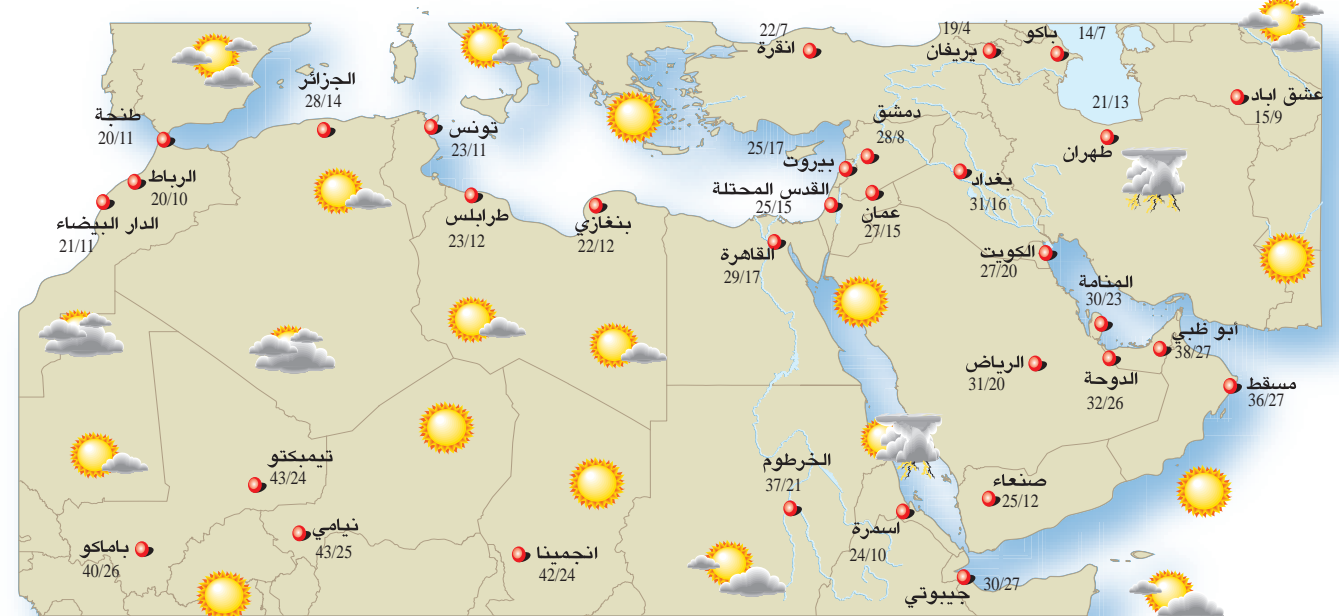 22/7
انقرة
19/4
يريفان
باكو
14/7
عشق اباد
15/9
الجزائر
28/14
طنجة
20/11
تونس
23/11
دمشق
28/8
21/13
طهران
25/17
بيروت
بغداد
31/16
الرباط
20/10
القدس المحتلة
25/15
عمان
27/15
الدار البيضاء
21/11
طرابلس
23/12
بنغازي
22/12
القاهرة
29/17
الكويت
27/20
المنامة
30/23
أبو ظبي
38/27
الرياض
31/20
الدوحة
32/26
مسقط
36/27
تيمبكتو
43/24
الخرطوم
37/21
صنعاء
25/12
نيامي
43/25
اسمرة
24/10
باماكو
40/26
انجمينا
42/24
جيبوتي
30/27